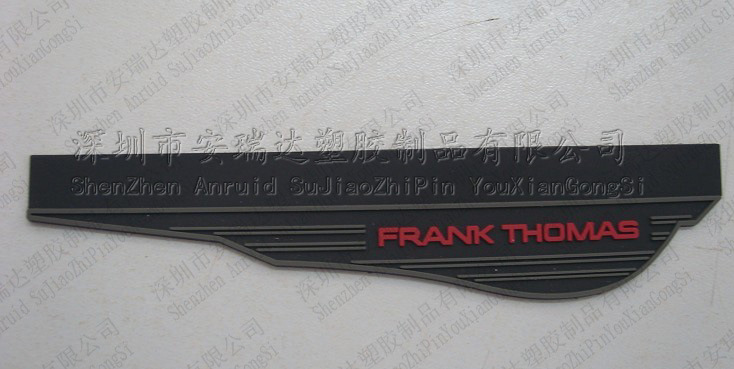 深圳市安瑞达塑胶制品有限公司
ShenZhen Anruid SuJiaoZhiPin YouXianGongSi
FRANK THOMAS